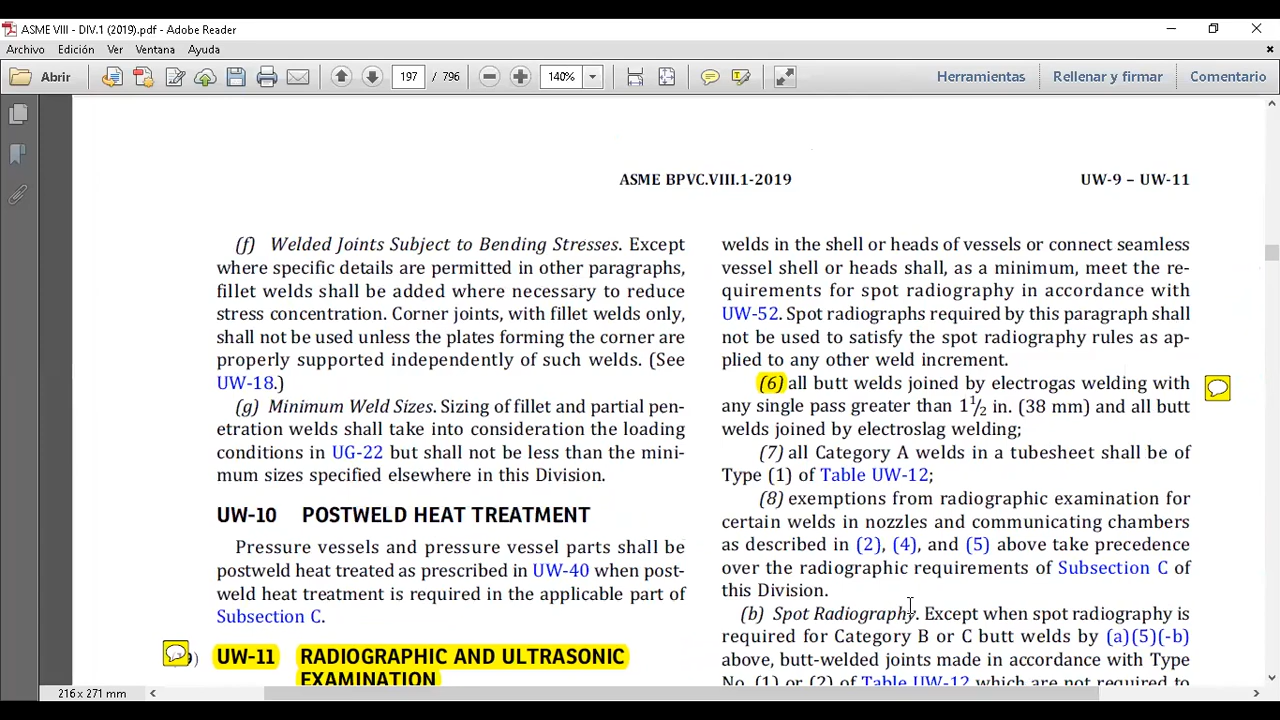 ASME VIII - DIV.1 (2019).pdf - Adobe Reader
Archivo Edición Ver Ventana Ayuda
Abrir 197 / 796 140% Herramientas Rellenar y firmar Comentario
ASME BPVC.VIII.1-2019 UW-9 – UW-11
(f) Welded Joints Subject to Bending Stresses. Except
where specific details are permitted in other paragraphs,
fillet welds shall be added where necessary to reduce
stress concentration. Corner joints, with fillet welds only,
shall not be used unless the plates forming the corner are
properly supported independently of such welds. (See
UW-18.)
(g) Minimum Weld Sizes. Sizing of fillet and partial pen-
etration welds shall take into consideration the loading
conditions in UG-22 but shall not be less than the mini-
mum sizes specified elsewhere in this Division.
UW-10 POSTWELD HEAT TREATMENT
Pressure vessels and pressure vessel parts shall be
postweld heat treated as prescribed in UW-40 when post-
weld heat treatment is required in the applicable part of
Subsection C.
UW-11 RADIOGRAPHIC AND ULTRASONIC
EXAMINATION
welds in the shell or heads of vessels or connect seamless
vessel shell or heads shall, as a minimum, meet the re-
quirements for spot radiography in accordance with
UW-52. Spot radiographs required by this paragraph shall
not be used to satisfy the spot radiography rules as ap-
plied to any other weld increment.
(6) all butt welds joined by electrogas welding with
any single pass greater than 1 1/2 in. (38 mm) and all butt
welds joined by electroslag welding;
(7) all Category A welds in a tubesheet shall be of
Type (1) of Table UW-12;
(8) exemptions from radiographic examination for
certain welds in nozzles and communicating chambers
as described in (2), (4), and (5) above take precedence
over the radiographic requirements of Subsection C of
this Division.
(b) Spot Radiography. Except when spot radiography is
required for Category B or C butt welds by (a)(5)(-b)
above, butt-welded joints made in accordance with Type
No. (1) or (2) of Table UW-12 which are not required to
216 x 271 mm